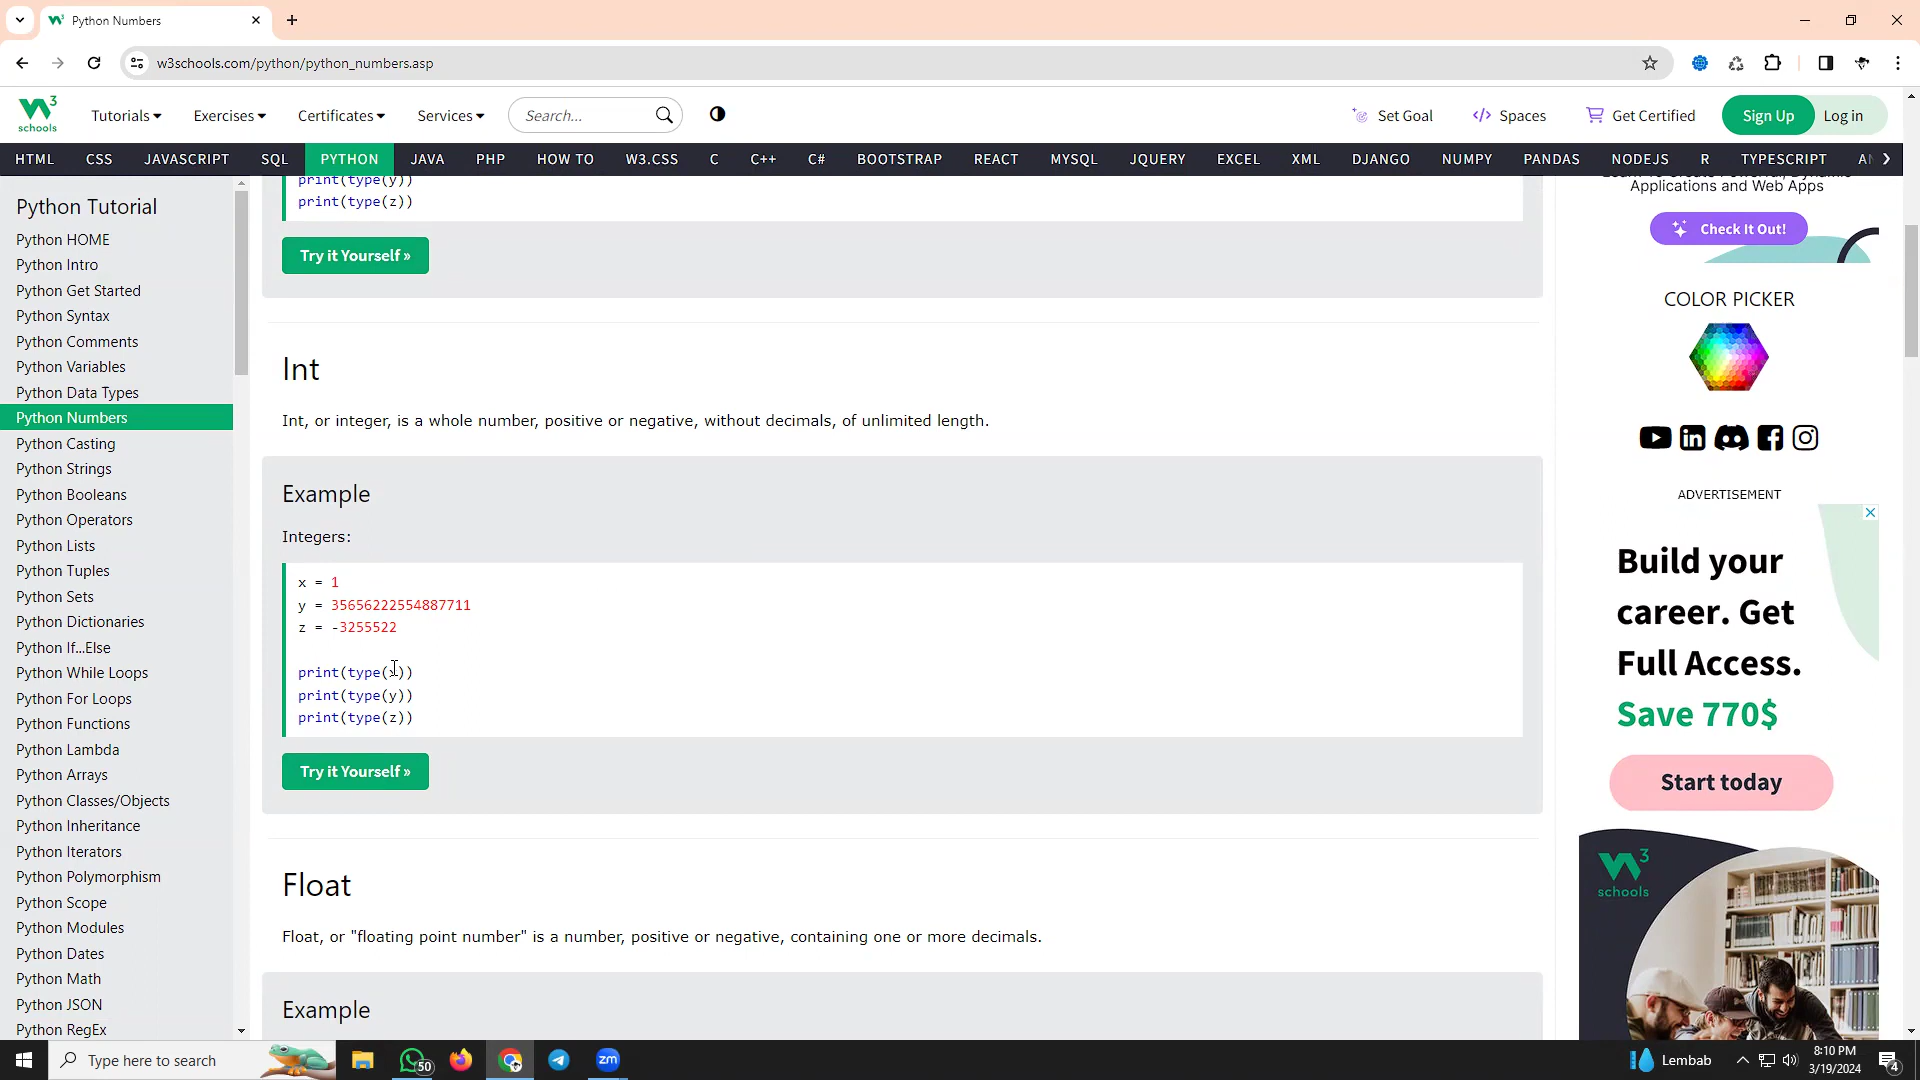 Python Numbers
w3schools.com/python/python_numbers.asp
W3 schools
Tutorials
Exercises
Certificates
Services
Search...
Set Goal
Spaces
Get Certified
Sign Up
Log in
HTML
CSS
JAVASCRIPT
SQL
PYTHON
JAVA
PHP
HOW TO
W3.CSS
C
C++
C#
BOOTSTRAP
REACT
MYSQL
JQUERY
EXCEL
XML
DJANGO
NUMPY
PANDAS
NODEJS
R
TYPESCRIPT
Python Tutorial
Python HOME
Python Intro
Python Get Started
Python Syntax
Python Comments
Python Variables
Python Data Types
Python Numbers
Python Casting
Python Strings
Python Booleans
Python Operators
Python Lists
Python Tuples
Python Sets
Python Dictionaries
Python If...Else
Python While Loops
Python For Loops
Python Functions
Python Lambda
Python Arrays
Python Classes/Objects
Python Inheritance
Python Iterators
Python Polymorphism
Python Scope
Python Modules
Python Dates
Python Math
Python JSON
Python RegEx
print(type(y))
print(type(z))
Try it Yourself »
Int
Int, or integer, is a whole number, positive or negative, without decimals, of unlimited length.
Example
Integers:
x = 1
y = 35656222554887711
z = -3255522
print(type(x))
print(type(y))
print(type(z))
Try it Yourself »
Float
Float, or "floating point number" is a number, positive or negative, containing one or more decimals.
Example
Applications and Web Apps
Check It Out!
COLOR PICKER
ADVERTISEMENT
Build your
career. Get
Full Access.
Save 770$
Start today
W3 schools
Type here to search
50
zm
Lembab
8:10 PM
3/19/2024
4